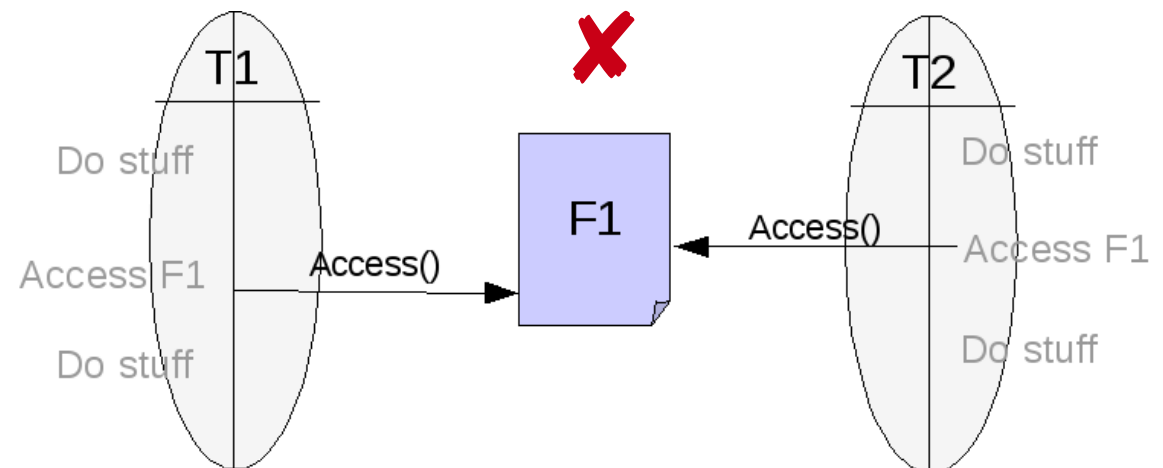 T1
Do stuff
Access F1
Do stuff
Access()
F1
Access()
T2
Do stuff
Access F1
Do stuff